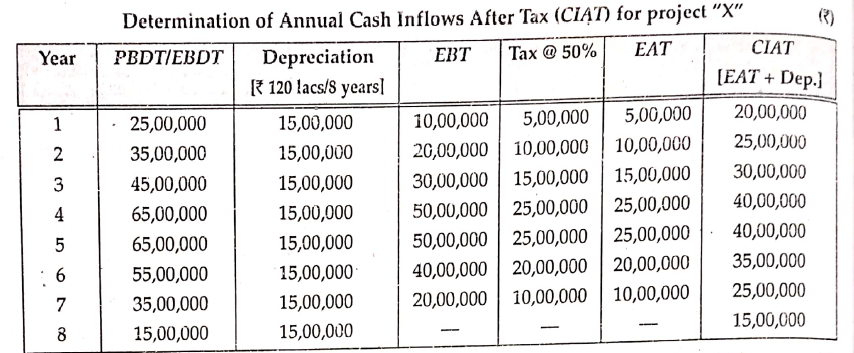 Determination of Annual Cash Inflows After Tax (CIAT) for project "X" (₹)
Year PBDT/EBDT Depreciation EBT Tax @ 50% EAT CIAT
[₹ 120 lacs/8 years] [EAT + Dep.]
1 25,00,000 15,00,000 10,00,000 5,00,000 5,00,000 20,00,000
2 35,00,000 15,00,000 20,00,000 10,00,000 10,00,000 25,00,000
3 45,00,000 15,00,000 30,00,000 15,00,000 15,00,000 30,00,000
4 65,00,000 15,00,000 50,00,000 25,00,000 25,00,000 40,00,000
5 65,00,000 15,00,000 50,00,000 25,00,000 25,00,000 40,00,000
6 55,00,000 15,00,000 40,00,000 20,00,000 20,00,000 35,00,000
7 35,00,000 15,00,000 20,00,000 10,00,000 10,00,000 25,00,000
8 15,00,000 15,00,000 — — — 15,00,000